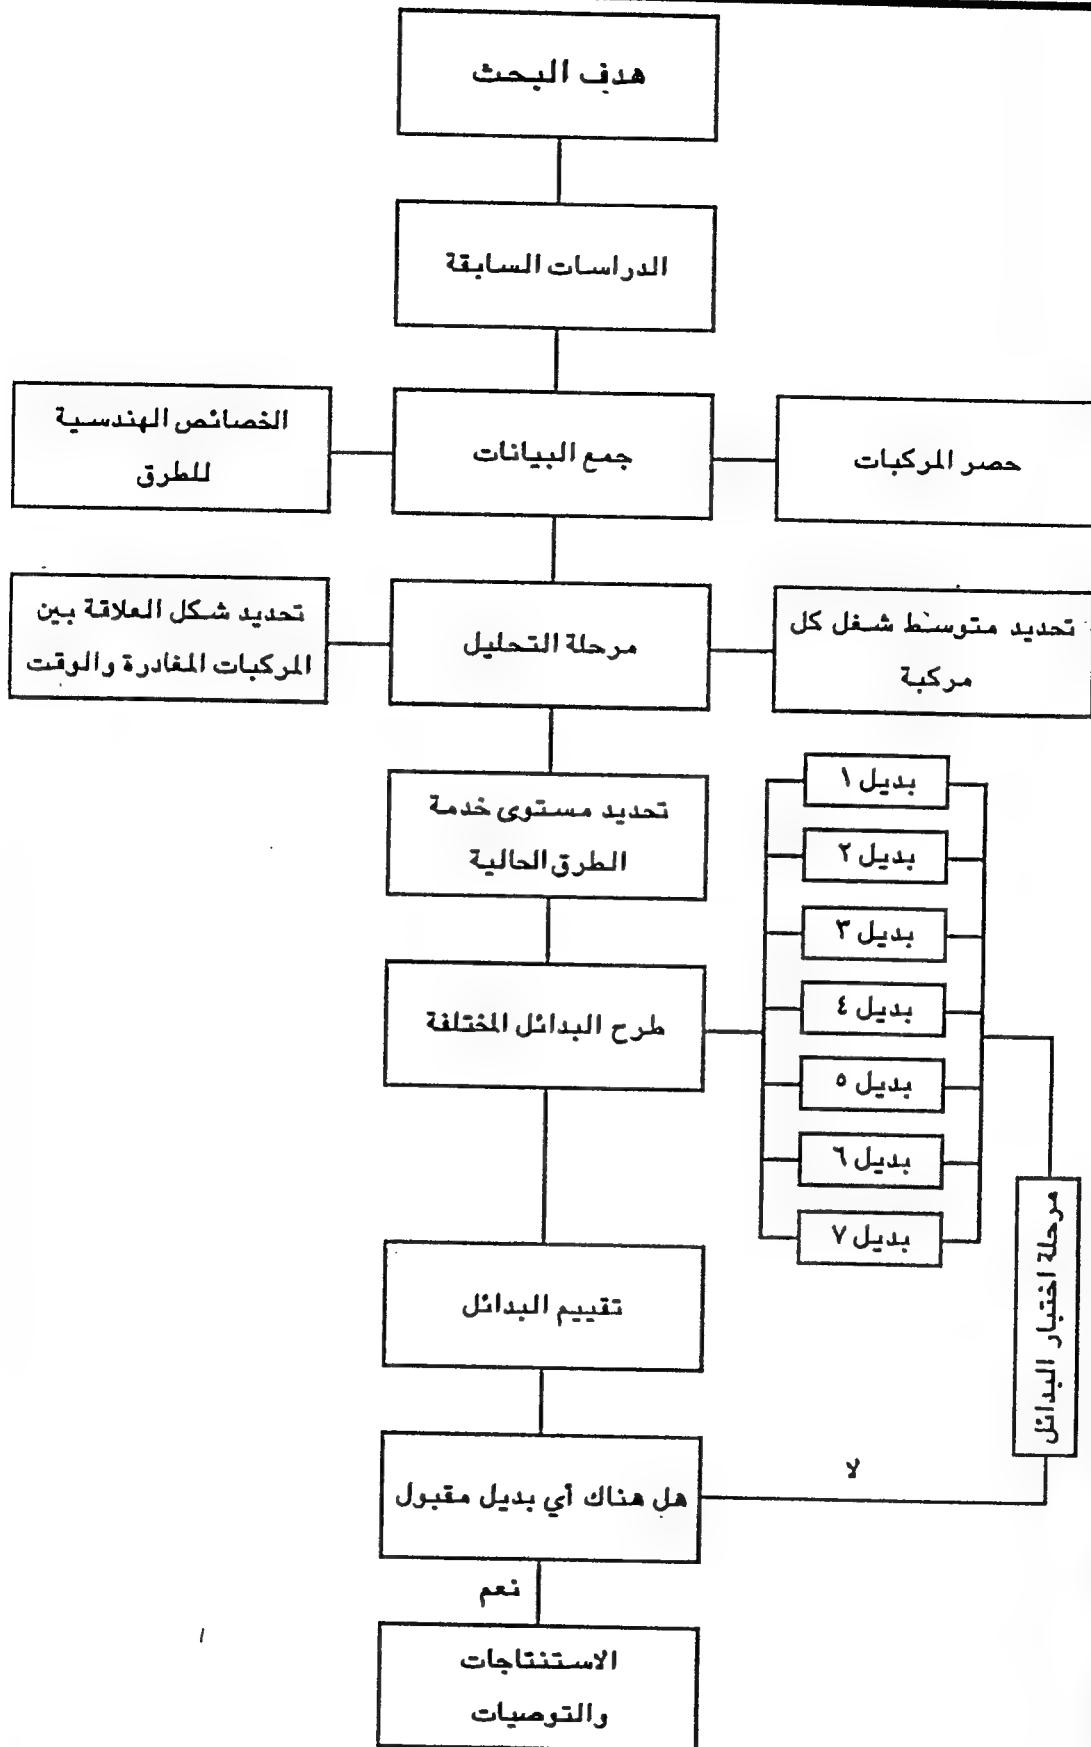 هدف البحث
الدراسات السابقة
حصر المركبات
جمع البيانات
الخصائص الهندسية
للطرق
تحديد متوسط شغل كل
مركبة
مرحلة التحليل
تحديد شكل العلاقة بين
المركبات المغادرة والوقت
تحديد مستوى خدمة
الطرق الحالية
بديل ١
بديل ٢
بديل ٣
بديل ٤
بديل ٥
بديل ٦
بديل ٧
طرح البدائل المختلفة
مرحلة اختبار البدائل
تقييم البدائل
لا
هل هناك أي بديل مقبول
نعم
الاستنتاجات
والتوصيات